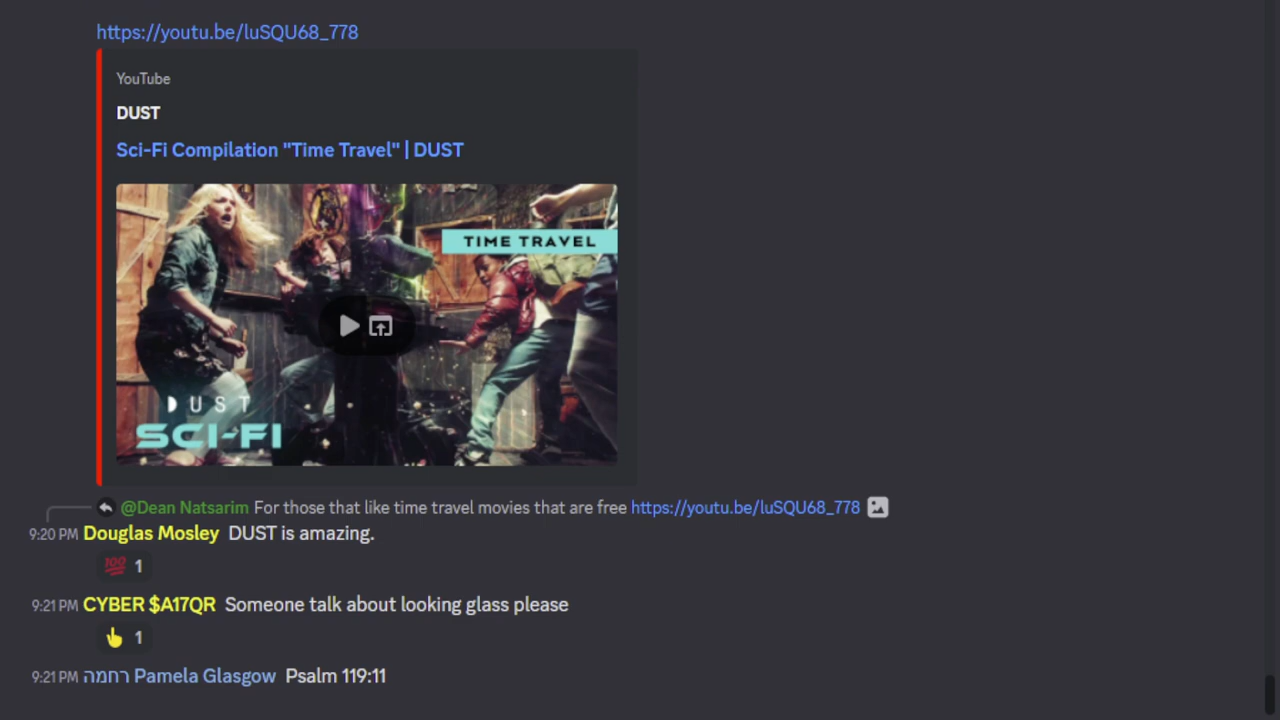 https://youtu.be/luSQU68_778
YouTube
DUST
Sci-Fi Compilation "Time Travel" | DUST
TIME TRAVEL
DUST
SCI-FI
@Dean Natsarim For those that like time travel movies that are free https://youtu.be/luSQU68_778
9:20 PM Douglas Mosley DUST is amazing.
💯 1
9:21 PM CYBER $A17QR Someone talk about looking glass please
👆 1
9:21 PM רחמה Pamela Glasgow Psalm 119:11